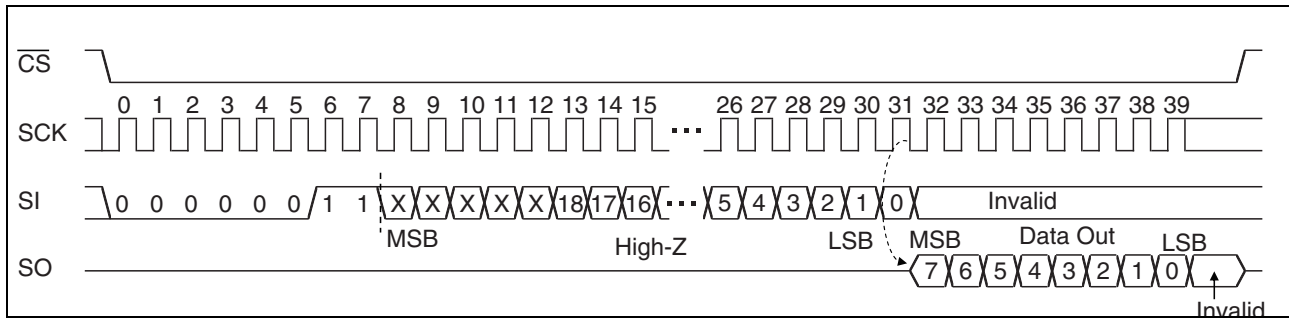 CS
0 1 2 3 4 5 6 7 8 9 10 11 12 13 14 15 26 27 28 29 30 31 32 33 34 35 36 37 38 39
SCK ...
SI 0 0 0 0 0 0 1 1 X X X X X 18 17 16 ... 5 4 3 2 1 0 Invalid
MSB High-Z LSB MSB Data Out LSB
SO 7 6 5 4 3 2 1 0
Invalid